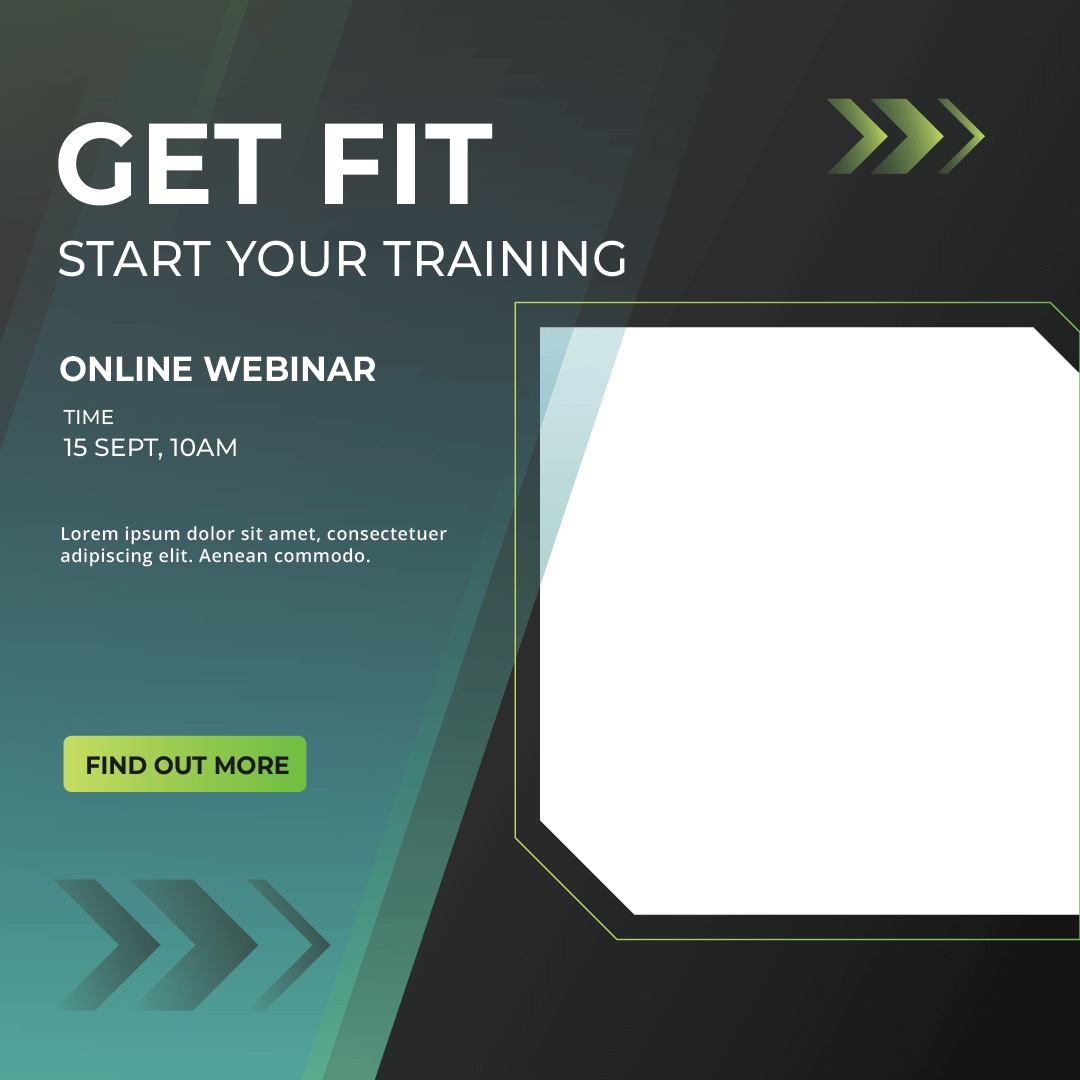 GET FIT
START YOUR TRAINING
ONLINE WEBINAR
TIME
15 SEPT, 10AM
Lorem ipsum dolor sit amet, consectetuer
adipiscing elit. Aenean commodo.
FIND OUT MORE